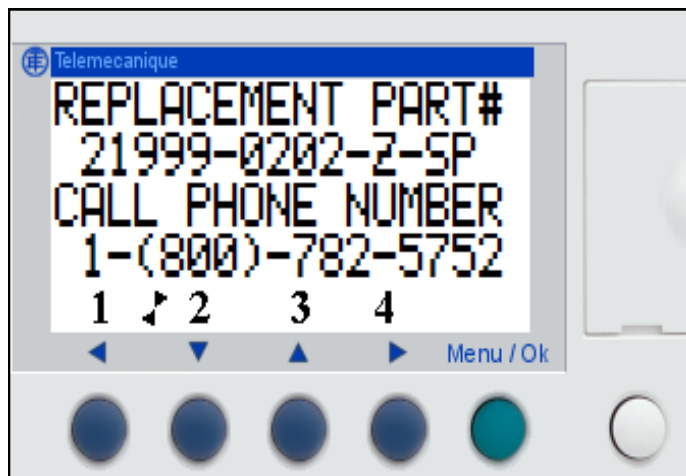 Telemecanique
REPLACEMENT PART#
21999-0202-Z-SP
CALL PHONE NUMBER
1-(800)-782-5752
1 2 3 4
Menu / Ok